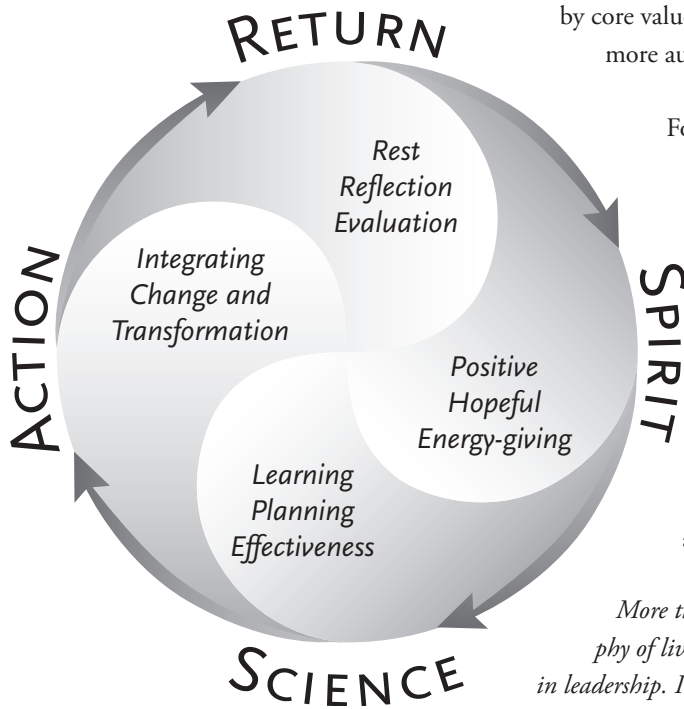 RETURN
by core valu
more au
Fo
Rest
Reflection
Evaluation
SPIRIT
ACTION
Integrating
Change and
Transformation
Positive
Hopeful
Energy-giving
Learning
Planning
Effectiveness
SCIENCE
More th
phy of liv
in leadership. I